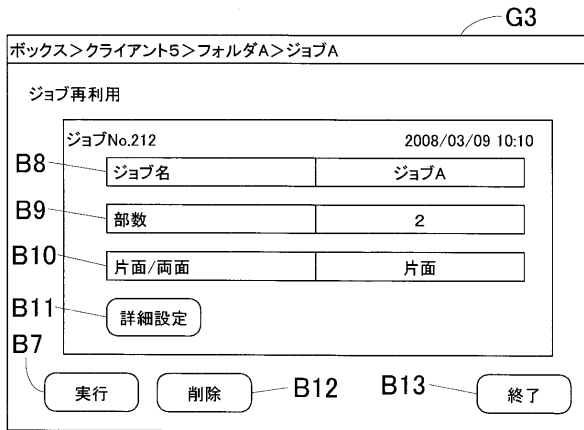 G3
ボックス>クライアント5>フォルダA>ジョブA
ジョブ再利用
ジョブNo.212 2008/03/09 10:10
B8 ジョブ名 ジョブA
B9 部数 2
B10 片面/両面 片面
B11 詳細設定
B7 実行 削除 B12 B13 終了